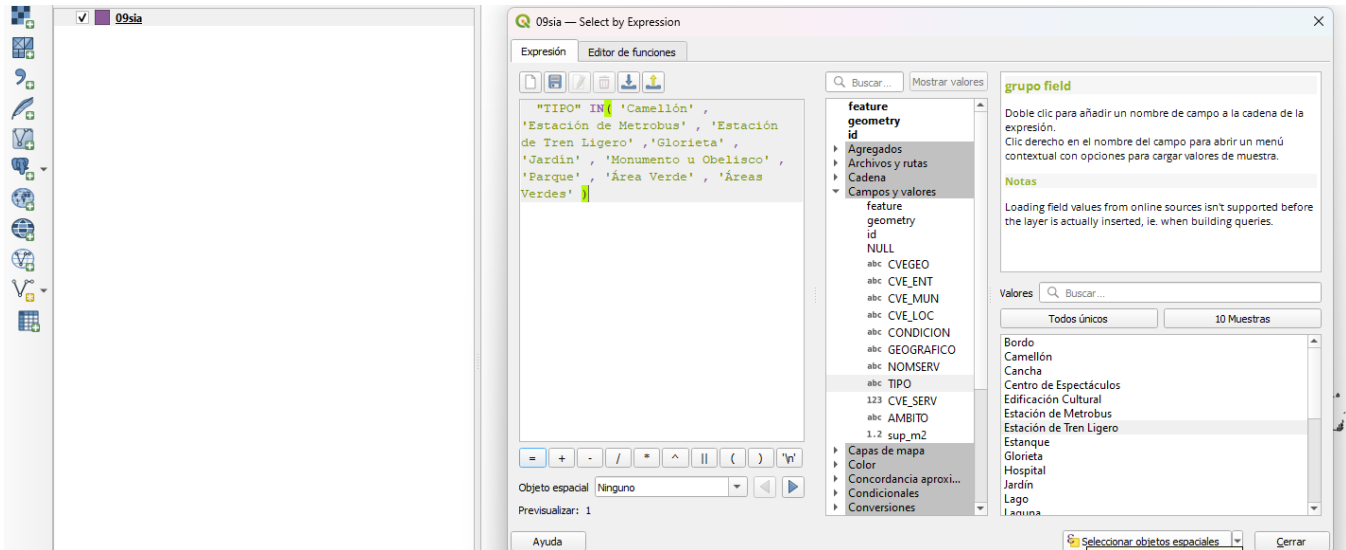 09sia
09sia — Select by Expression
Expresión
Editor de funciones
Buscar...
Mostrar valores
"TIPO" IN( 'Camellón' ,
'Estación de Metrobus' , 'Estación
de Tren Ligero' ,'Glorieta' ,
'Jardín' , 'Monumento u Obelisco' ,
'Parque' , 'Área Verde' , 'Áreas
Verdes' )
= + - / * ^ || ( ) '\n'
Objeto espacial
Ninguno
Previsualizar: 1
Ayuda
feature
geometry
id
Agregados
Archivos y rutas
Cadena
Campos y valores
feature
geometry
id
NULL
abc CVEGEO
abc CVE_ENT
abc CVE_MUN
abc CVE_LOC
abc CONDICION
abc GEOGRAFICO
abc NOMSERV
abc TIPO
123 CVE_SERV
abc AMBITO
1.2 sup_m2
Capas de mapa
Color
Concordancia aproxi...
Condicionales
Conversiones
grupo field
Doble clic para añadir un nombre de campo a la cadena de la
expresión.
Clic derecho en el nombre del campo para abrir un menú
contextual con opciones para cargar valores de muestra.
Notas
Loading field values from online sources isn't supported before
the layer is actually inserted, ie. when building queries.
Valores
Buscar...
Todos únicos
10 Muestras
Bordo
Camellón
Cancha
Centro de Espectáculos
Edificación Cultural
Estación de Metrobus
Estación de Tren Ligero
Estanque
Glorieta
Hospital
Jardín
Lago
Laguna
Seleccionar objetos espaciales
Cerrar